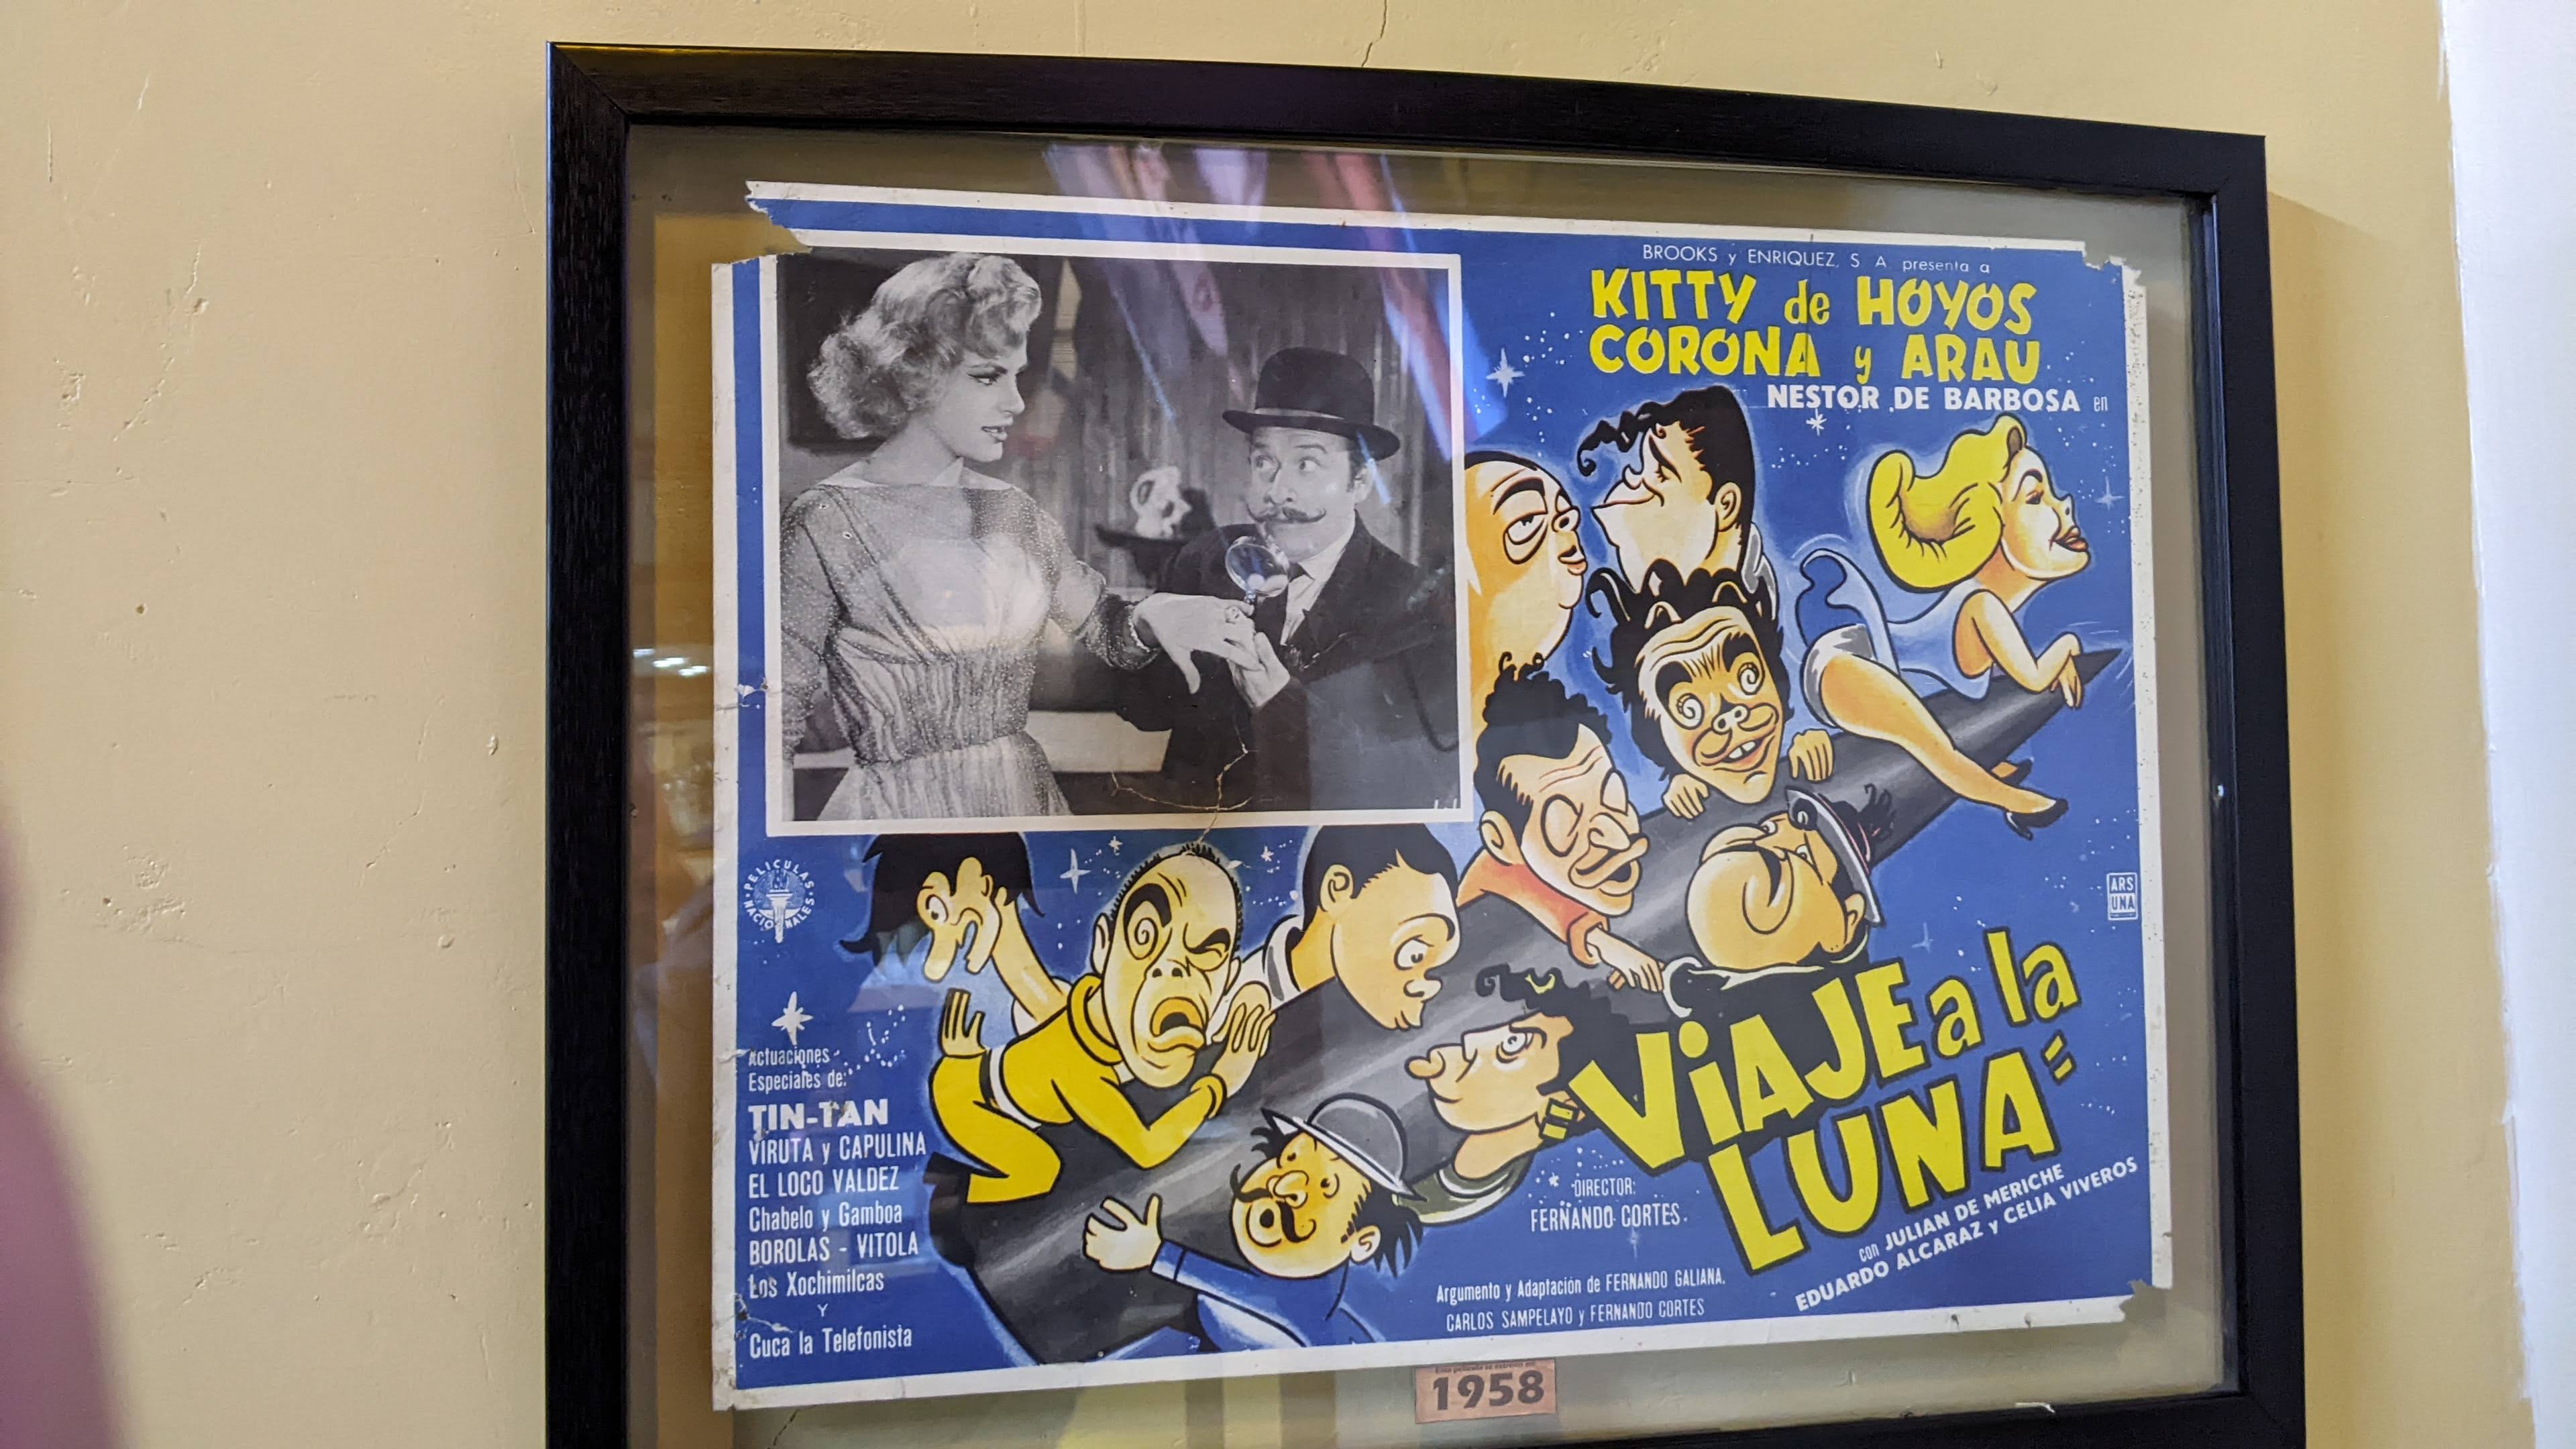 BROOKS y ENRIQUEZ, S A presenta a
KITTY de HOYOS
CORONA y ARAU
NESTOR DE BARBOSA en
PELICULAS
NACIONALES
ARS
UNA
"VIAJE a la
LUNA"
Actuaciones
Especiales de:
TIN-TAN
VIRUTA y CAPULINA
EL LOCO VALDEZ
Chabelo y Gamboa
BOROLAS - VITOLA
Los Xochimilcas
Y
Cuca la Telefonista
DIRECTOR:
FERNANDO CORTES.
Argumento y Adaptación de FERNANDO GALIANA.
CARLOS SAMPELAYO y FERNANDO CORTES
con JULIAN DE MERICHE
EDUARDO ALCARAZ y CELIA VIVEROS
1958